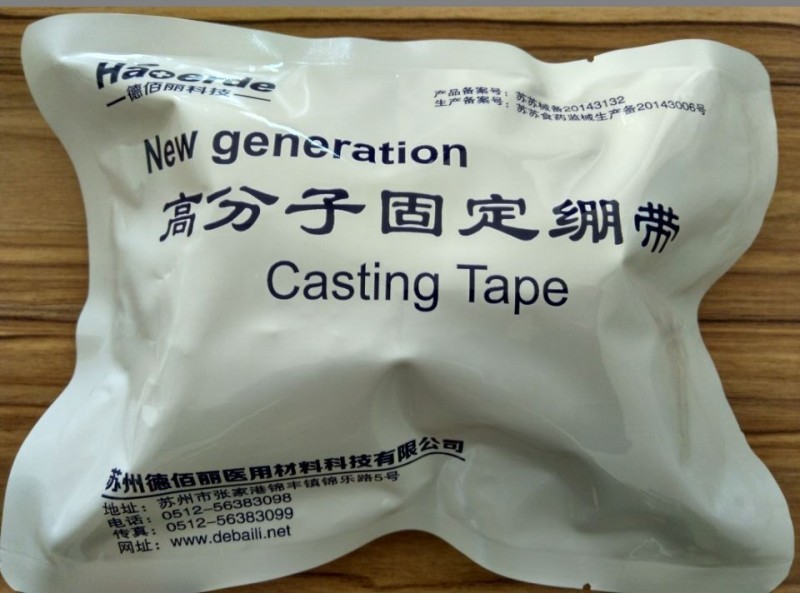 Haoerde
德佰丽科技
产品备案号：苏苏械备20143132
生产备案号：苏苏食药监械生产备20143006号
New generation
高分子固定绷带
Casting Tape
苏州德佰丽医用材料科技有限公司
地址：苏州市张家港锦丰镇锦乐路5号
电话：0512-56383098
传真：0512-56383099
网址：www.debaili.net